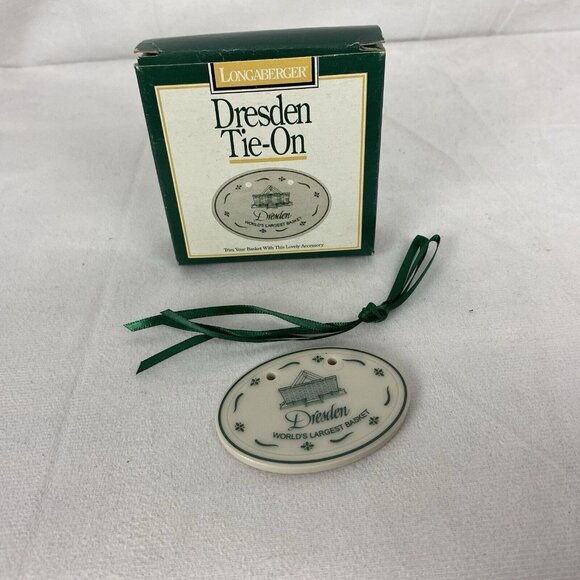 LONGABERGER
Dresden
Tie-On
Dresden
WORLD'S LARGEST BASKET
Trim Your Basket With This Lovely Accessory
Dresden
WORLD'S LARGEST BASKET